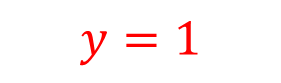 y = 1